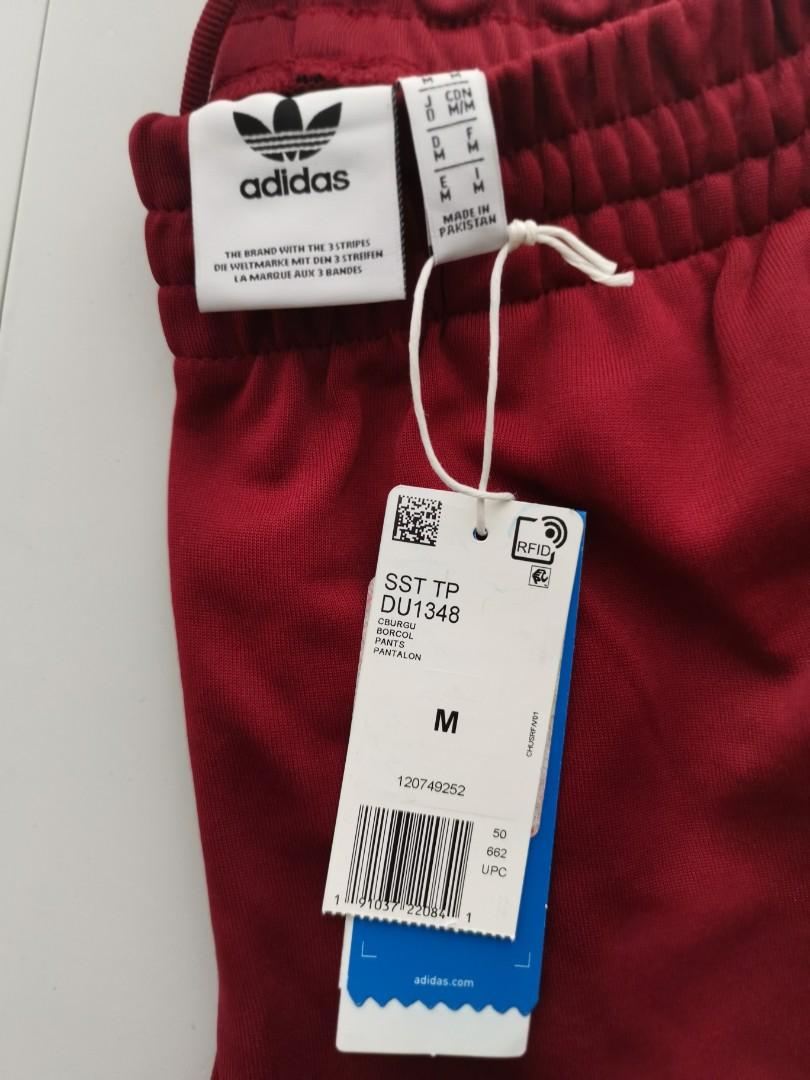 adidas
THE BRAND WITH THE 3 STRIPES
DIE WELTMARKE MIT DEN 3 STREIFEN
LA MARQUE AUX 3 BANDES
M M
J CDN
O M/M
D F
M M
E I
M M
MADE IN
PAKISTAN
RFID
SST TP
DU1348
CBURGU
BORCOL
PANTS
PANTALON
M
CHUSRF/V01
120749252
50
662
UPC
1 91037 22084 1
adidas.com